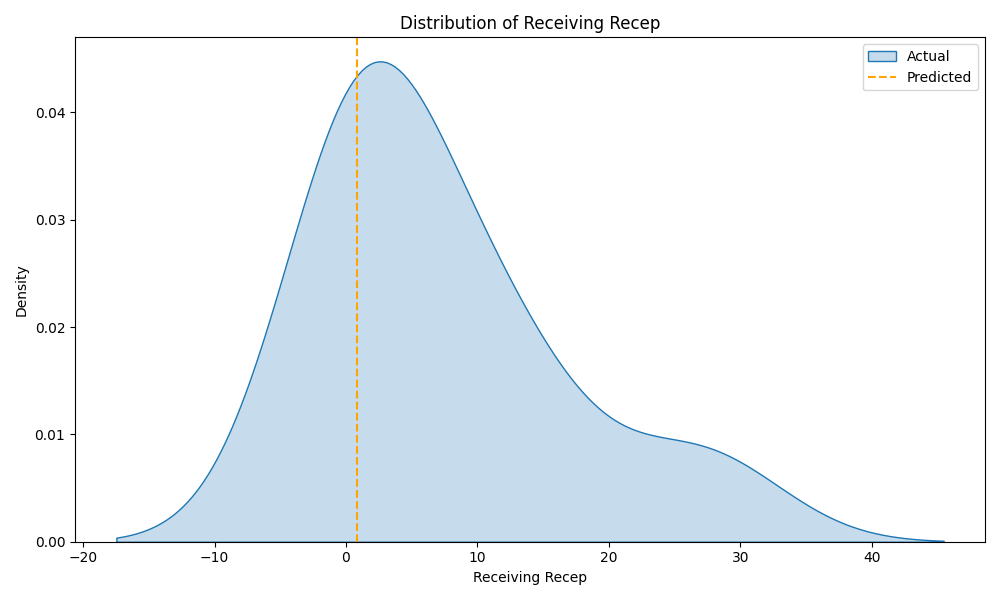 Distribution of Receiving Recep
Actual
Predicted
Density
0.04
0.03
0.02
0.01
0.00
−20
−10
0
10
20
30
40
Receiving Recep